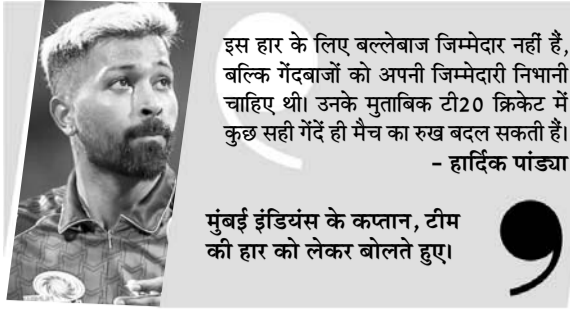 इस हार के लिए बल्लेबाज जिम्मेदार नहीं हैं,
बल्कि गेंदबाजों को अपनी जिम्मेदारी निभानी
चाहिए थी। उनके मुताबिक टी20 क्रिकेट में
कुछ सही गेंदें ही मैच का रुख बदल सकती हैं।
– हार्दिक पांड्या
मुंबई इंडियंस के कप्तान, टीम
की हार को लेकर बोलते हुए।